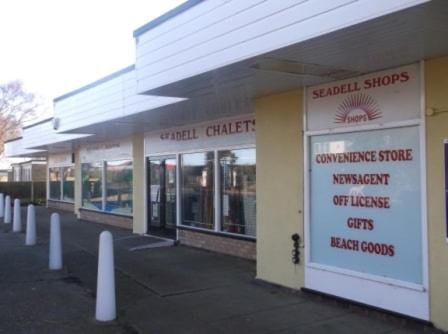 SEADELL CHALETS
SEADELL SHOPS
SHOPS
CONVENIENCE STORE
NEWSAGENT
OFF LICENSE
GIFTS
BEACH GOODS